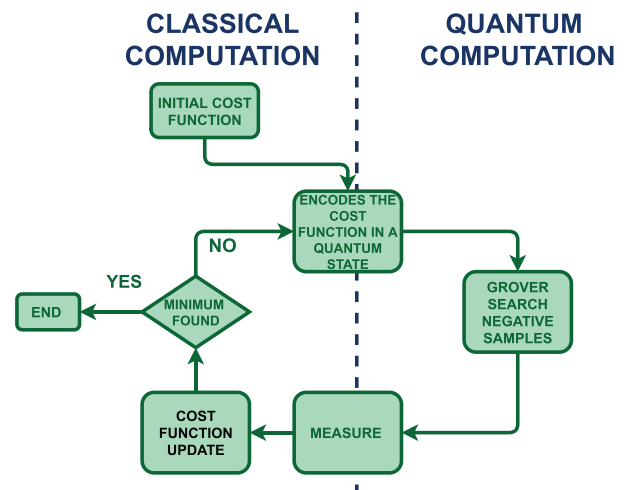 CLASSICAL
COMPUTATION
QUANTUM
COMPUTATION
INITIAL COST
FUNCTION
ENCODES THE
COST
FUNCTION IN A
QUANTUM
STATE
NO
YES
MINIMUM
FOUND
END
GROVER
SEARCH
NEGATIVE
SAMPLES
COST
FUNCTION
UPDATE
MEASURE